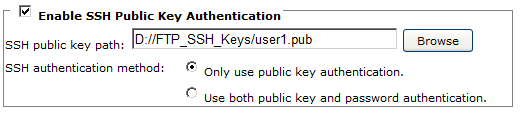 Enable SSH Public Key Authentication
SSH public key path: D://FTP_SSH_Keys/user1.pub Browse
SSH authentication method: Only use public key authentication.
Use both public key and password authentication.